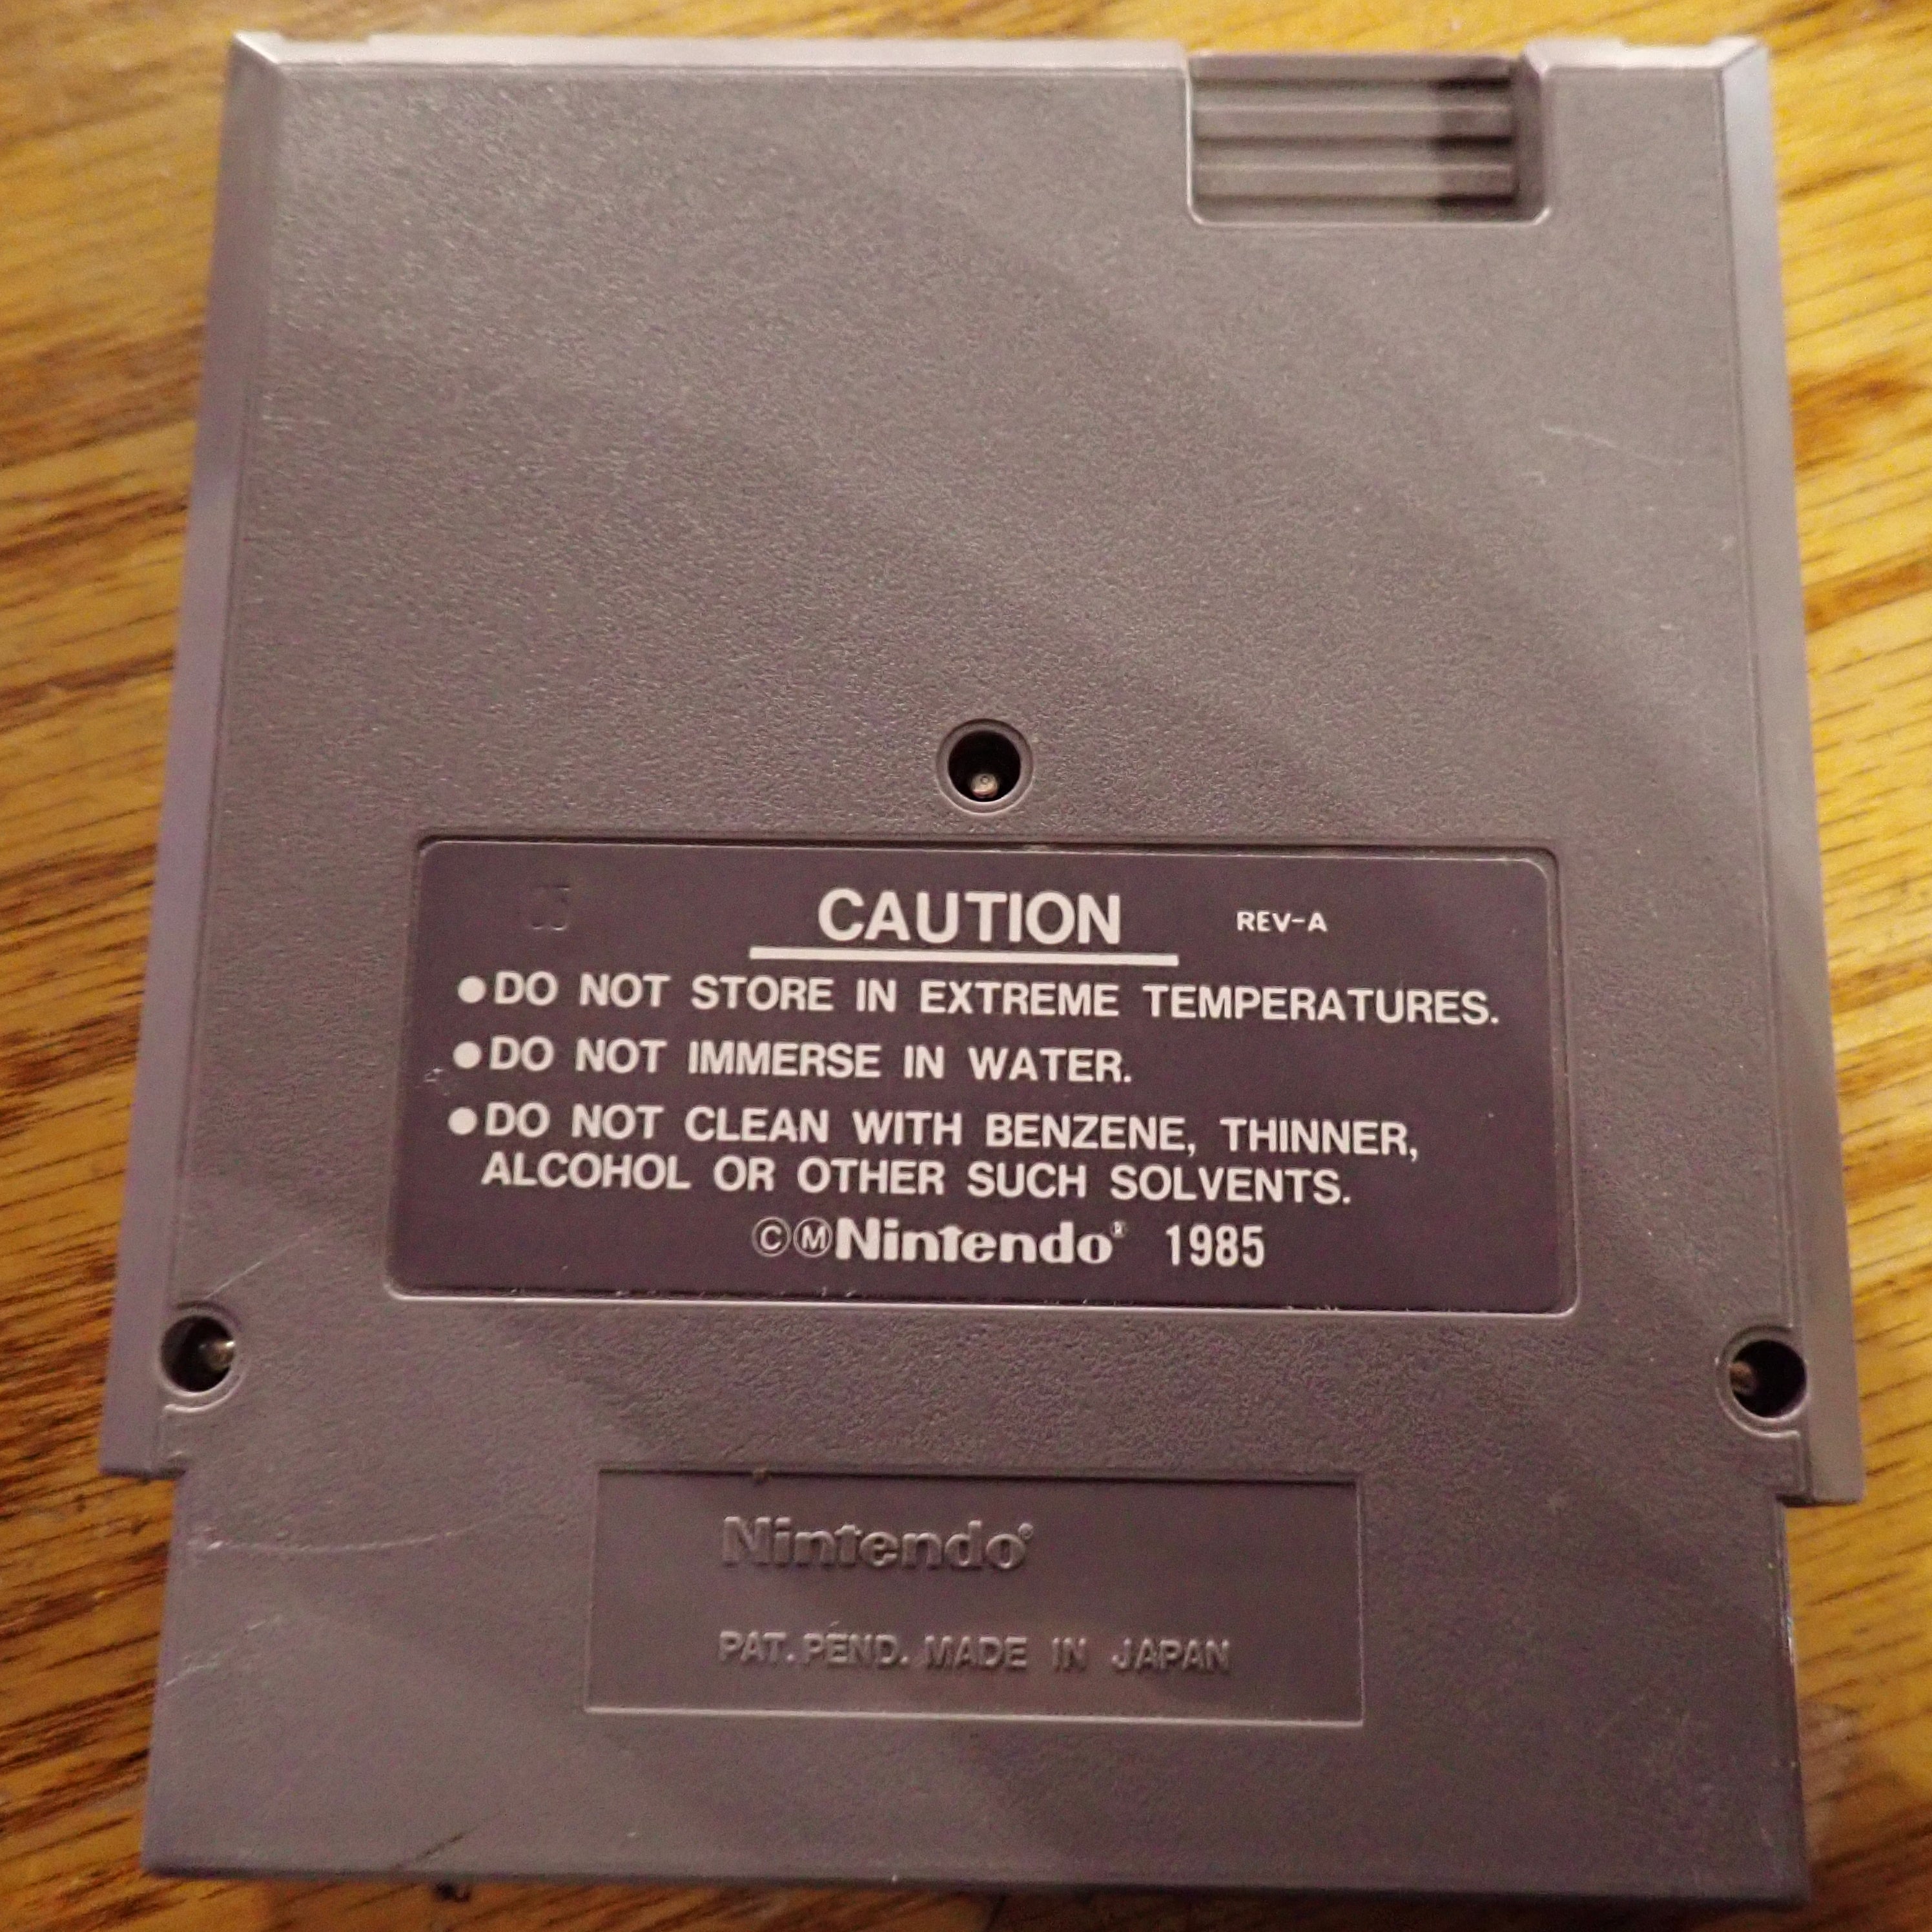 CAUTION REV-A
●DO NOT STORE IN EXTREME TEMPERATURES.
●DO NOT IMMERSE IN WATER.
●DO NOT CLEAN WITH BENZENE, THINNER,
ALCOHOL OR OTHER SUCH SOLVENTS.
©ⓂNintendo® 1985
Nintendo®
PAT. PEND. MADE IN JAPAN